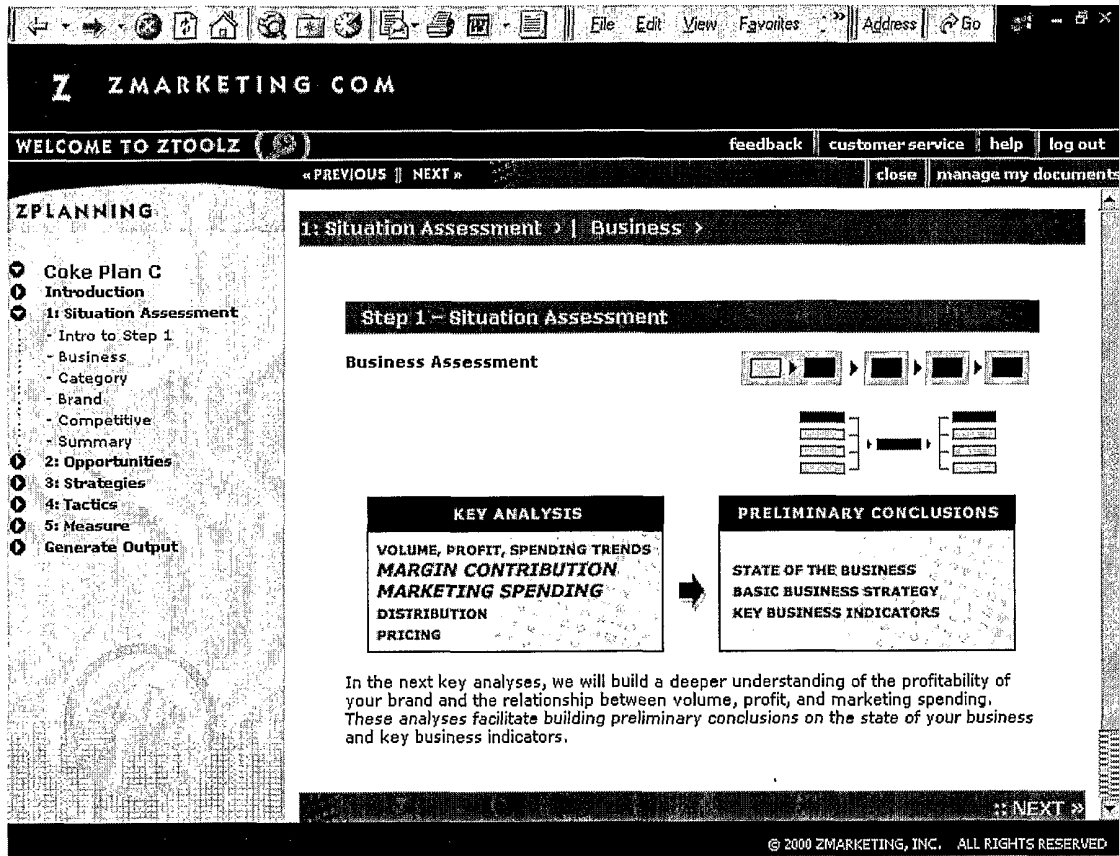 File Edit View Favorites » Address Go
Z ZMARKETING COM
WELCOME TO ZTOOLZ
feedback customer service help log out
« PREVIOUS NEXT »
close manage my documents
ZPLANNING
Coke Plan C
Introduction
1: Situation Assessment
- Intro to Step 1
- Business
- Category
- Brand
- Competitive
- Summary
2: Opportunities
3: Strategies
4: Tactics
5: Measure
Generate Output
1: Situation Assessment > | Business >
Step 1 – Situation Assessment
Business Assessment
KEY ANALYSIS
VOLUME, PROFIT, SPENDING TRENDS
MARGIN CONTRIBUTION
MARKETING SPENDING
DISTRIBUTION
PRICING
PRELIMINARY CONCLUSIONS
STATE OF THE BUSINESS
BASIC BUSINESS STRATEGY
KEY BUSINESS INDICATORS
In the next key analyses, we will build a deeper understanding of the profitability of
your brand and the relationship between volume, profit, and marketing spending.
These analyses facilitate building preliminary conclusions on the state of your business
and key business indicators.
:: NEXT »
© 2000 ZMARKETING, INC. ALL RIGHTS RESERVED